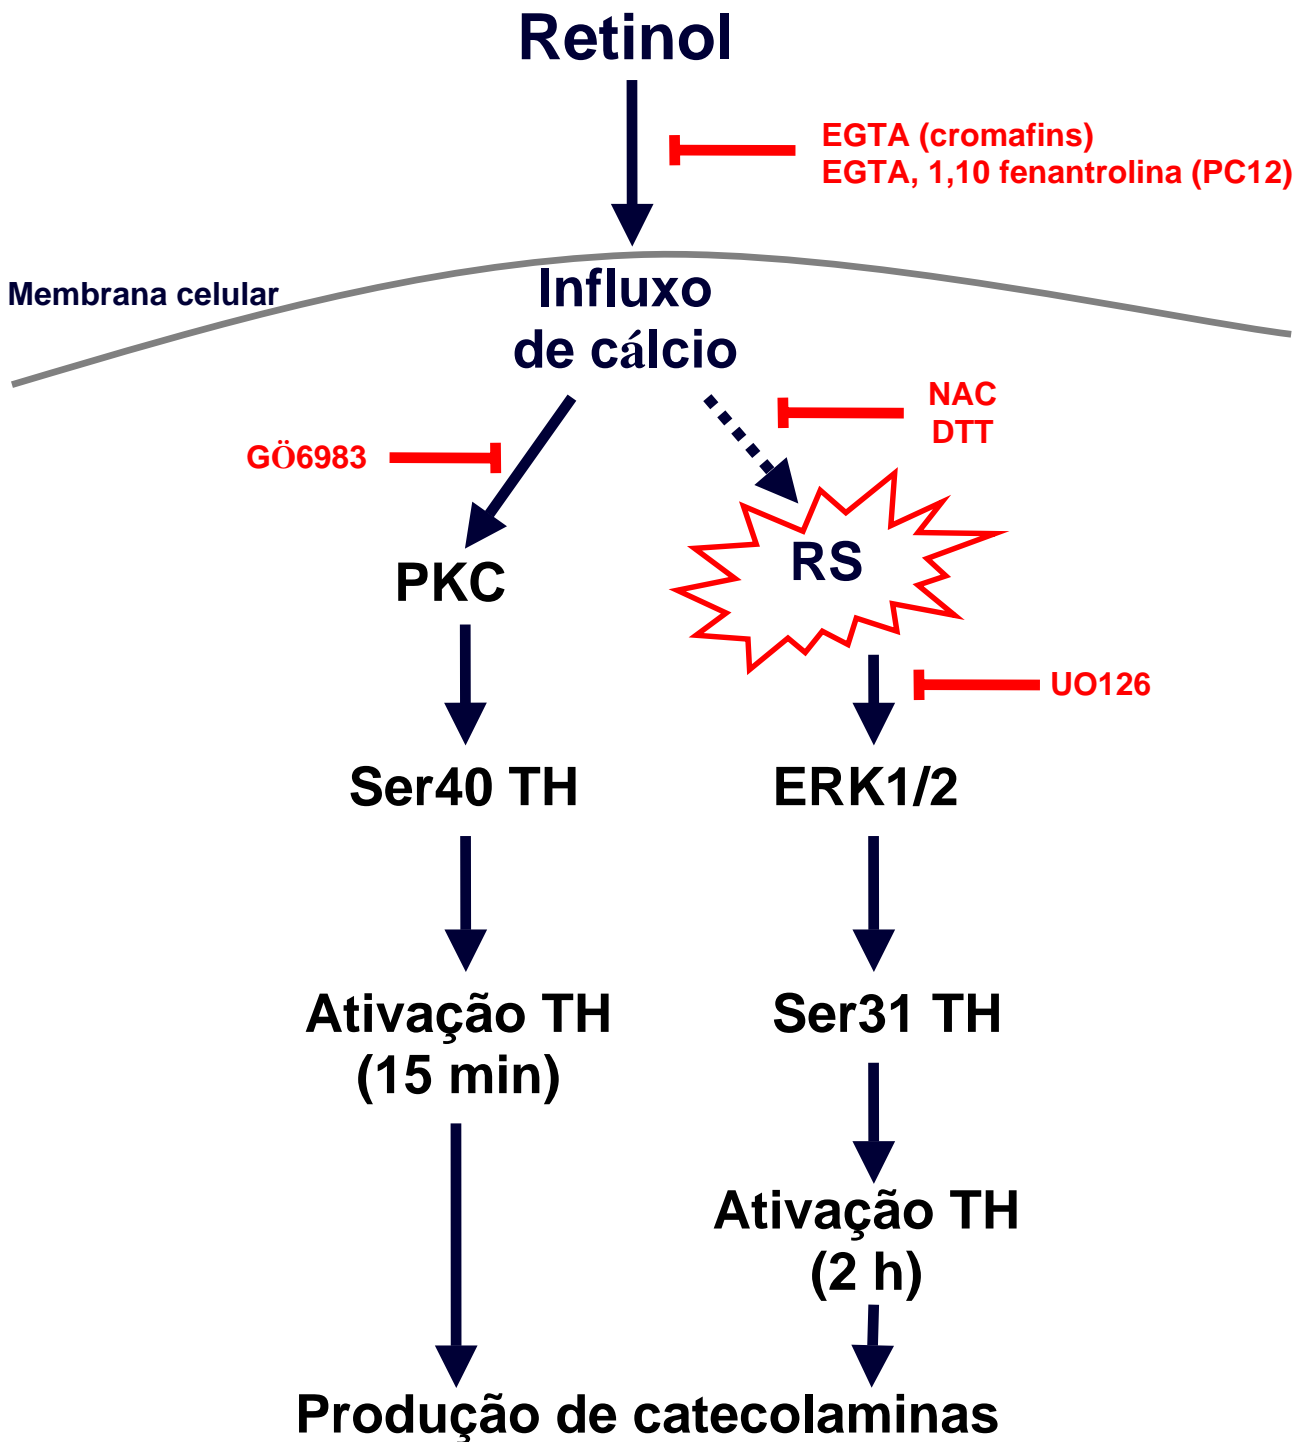 Retinol
EGTA (cromafins)
EGTA, 1,10 fenantrolina (PC12)
Membrana celular
Influxo
de cálcio
NAC
DTT
GÖ6983
RS
PKC
UO126
Ser40 TH
ERK1/2
Ativação TH
(15 min)
Ser31 TH
Ativação TH
(2 h)
Produção de catecolaminas